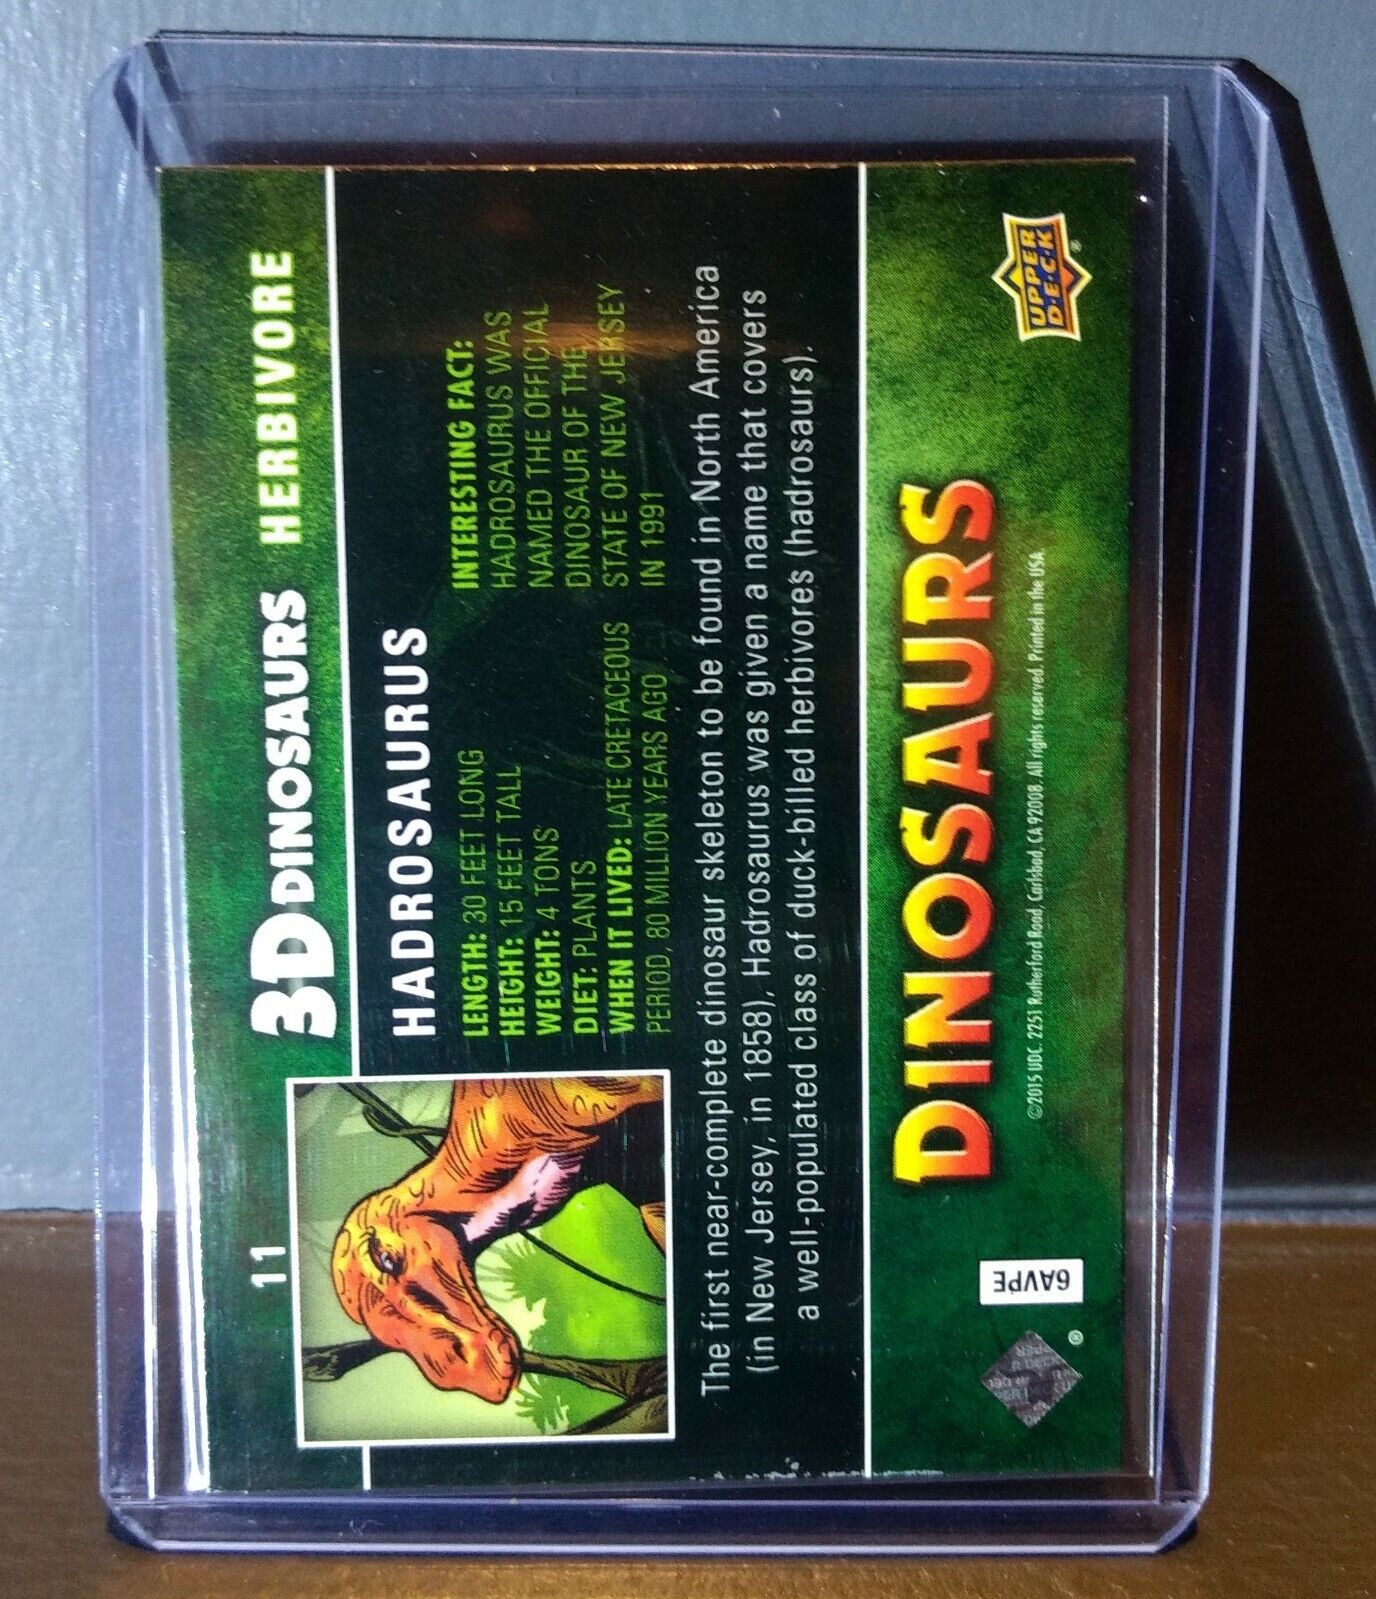 11
3D DINOSAURS HERBIVORE
HADROSAURUS
LENGTH: 30 FEET LONG
HEIGHT: 15 FEET TALL
WEIGHT: 4 TONS
DIET: PLANTS
WHEN IT LIVED: LATE CRETACEOUS
PERIOD, 80 MILLION YEARS AGO
INTERESTING FACT:
HADROSAURUS WAS
NAMED THE OFFICIAL
DINOSAUR OF THE
STATE OF NEW JERSEY
IN 1991
The first near-complete dinosaur skeleton to be found in North America
(in New Jersey, in 1858), Hadrosaurus was given a name that covers
a well-populated class of duck-billed herbivores (hadrosaurs).
DINOSAURS
©2015 UDC. 2251 Rutherford Road, Carlsbad, CA 92008. All rights reserved. Printed in the USA
UPPER
D·E·C·K
®
6AVPE
®